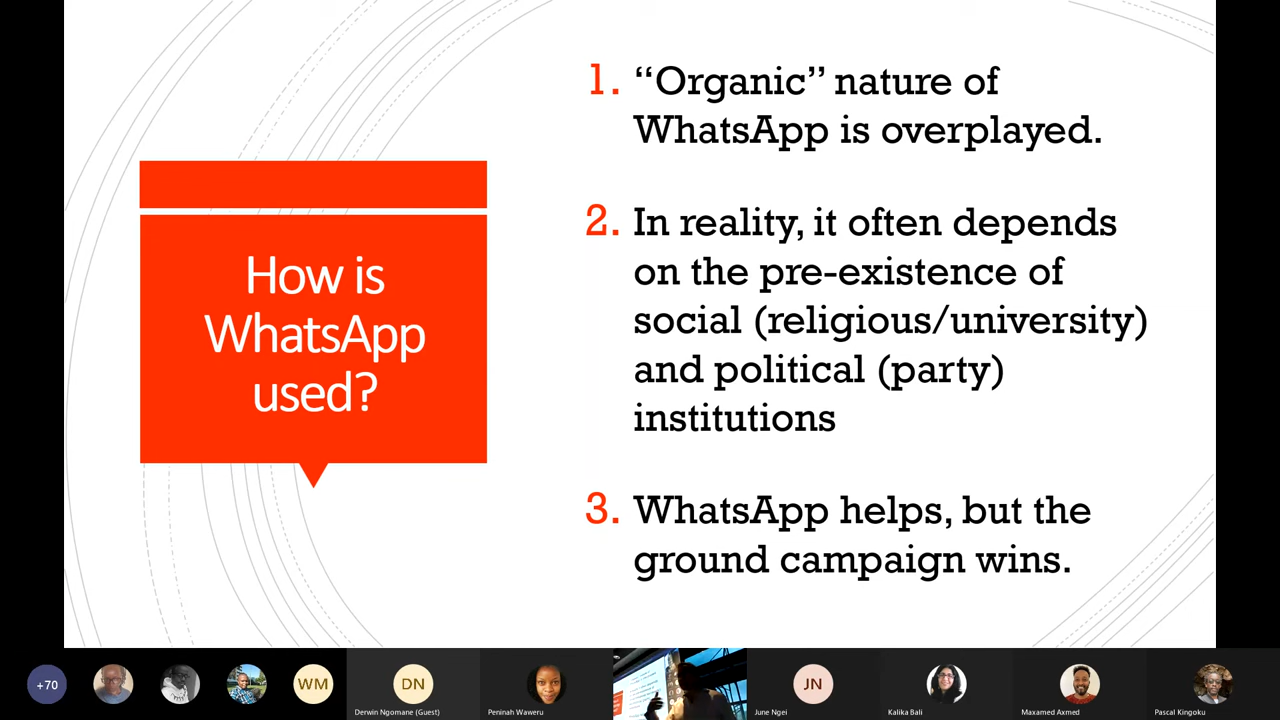 How is
WhatsApp
used?
1. “Organic” nature of
WhatsApp is overplayed.
2. In reality, it often depends
on the pre-existence of
social (religious/university)
and political (party)
institutions
3. WhatsApp helps, but the
ground campaign wins.
+70
WM
DN
Derwin Ngomane (Guest)
Peninah Waweru
JN
June Ngei
Kalika Bali
Maxamed Axmed
Pascal Kingoku